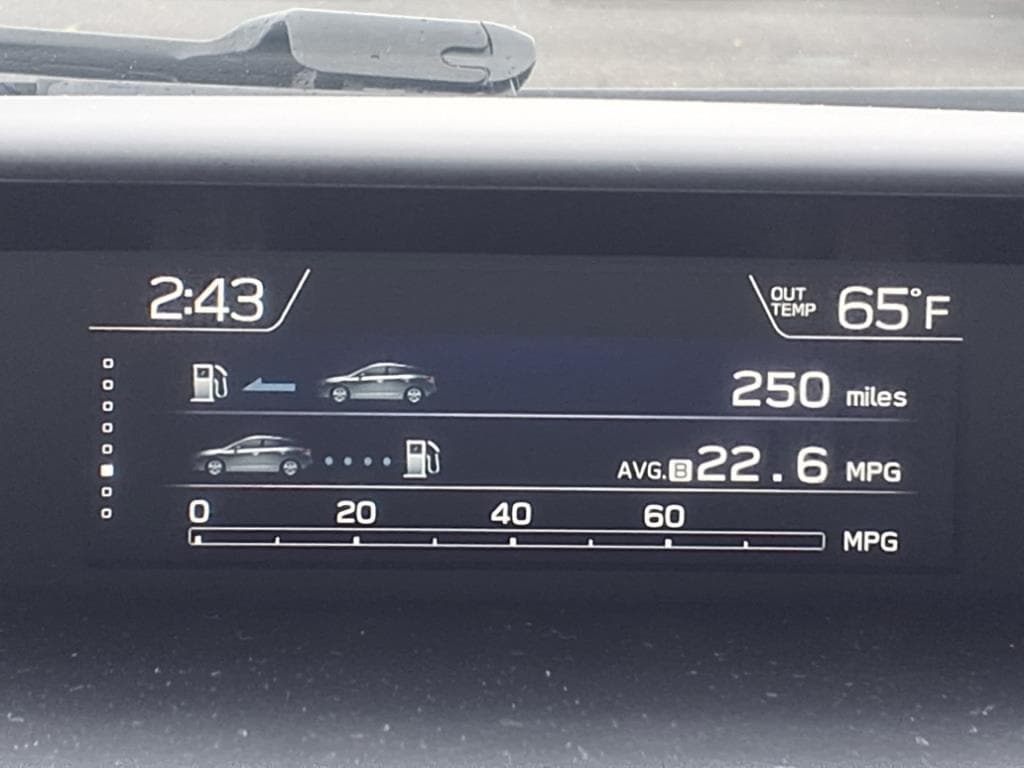 2:43
OUT TEMP 65°F
250 miles
AVG. B 22.6 MPG
0 20 40 60
MPG